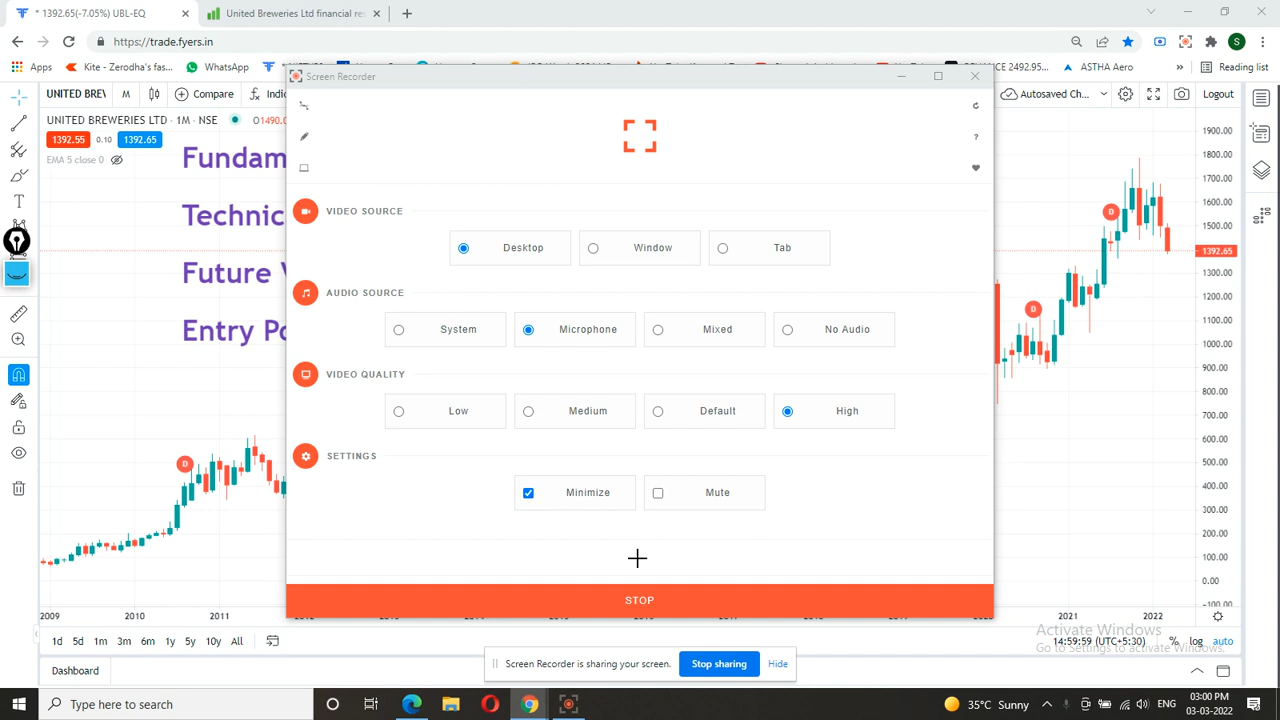 * 1392.65(-7.05%) UBL-EQ
United Breweries Ltd financial res
https://trade.fyers.in
Apps
Kite - Zerodha's fas...
WhatsApp
2492.95...
ASTHA Aero
»
Reading list
Screen Recorder
UNITED BREV
M
Compare
Indi
Autosaved Ch...
Logout
UNITED BREWERIES LTD · 1M · NSE
O1490.0
1392.55
0.10
1392.65
EMA 5 close 0
Fundam
Technic
Future V
Entry Po
?
VIDEO SOURCE
Desktop
Window
Tab
AUDIO SOURCE
System
Microphone
Mixed
No Audio
VIDEO QUALITY
Low
Medium
Default
High
SETTINGS
Minimize
Mute
STOP
D
D
D
1900.00
1800.00
1700.00
1600.00
1500.00
1392.65
1300.00
1200.00
1100.00
1000.00
900.00
800.00
700.00
600.00
500.00
400.00
300.00
200.00
100.00
0.00
-100.00
2009
2010
2011
2021
2022
1d 5d 1m 3m 6m 1y 5y 10y All
14:59:59 (UTC+5:30)
%
log
auto
Activate Windows
Go to Settings to activate Windows.
Dashboard
Screen Recorder is sharing your screen.
Stop sharing
Hide
Type here to search
35°C Sunny
ENG
03:00 PM
03-03-2022
S